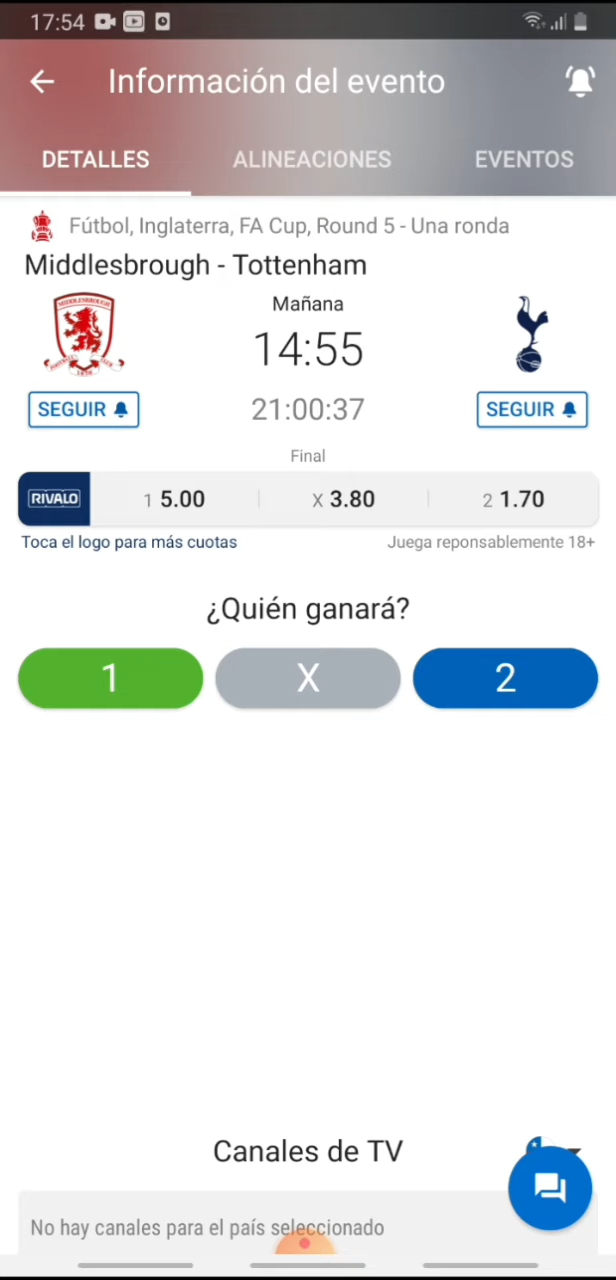 17:54
Información del evento
DETALLES ALINEACIONES EVENTOS
Fútbol, Inglaterra, FA Cup, Round 5 - Una ronda
Middlesbrough - Tottenham
Mañana
14:55
SEGUIR 21:00:37 SEGUIR
Final
RIVALO 1 5.00 X 3.80 2 1.70
Toca el logo para más cuotas Juega reponsablemente 18+
¿Quién ganará?
1 X 2
Canales de TV
No hay canales para el país seleccionado